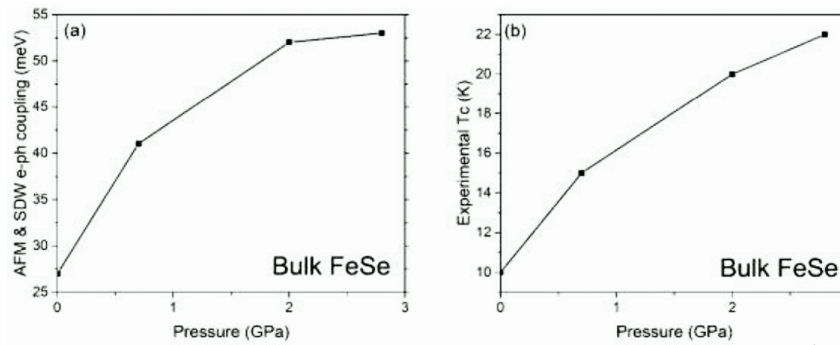 (a)
55
50
45
40
35
30
25
AFM & SDW e-ph coupling (meV)
Bulk FeSe
0 1 2 3
Pressure (GPa)
(b)
22
20
18
16
14
12
10
Experimental Tc (K)
Bulk FeSe
0 1 2
Pressure (GPa)